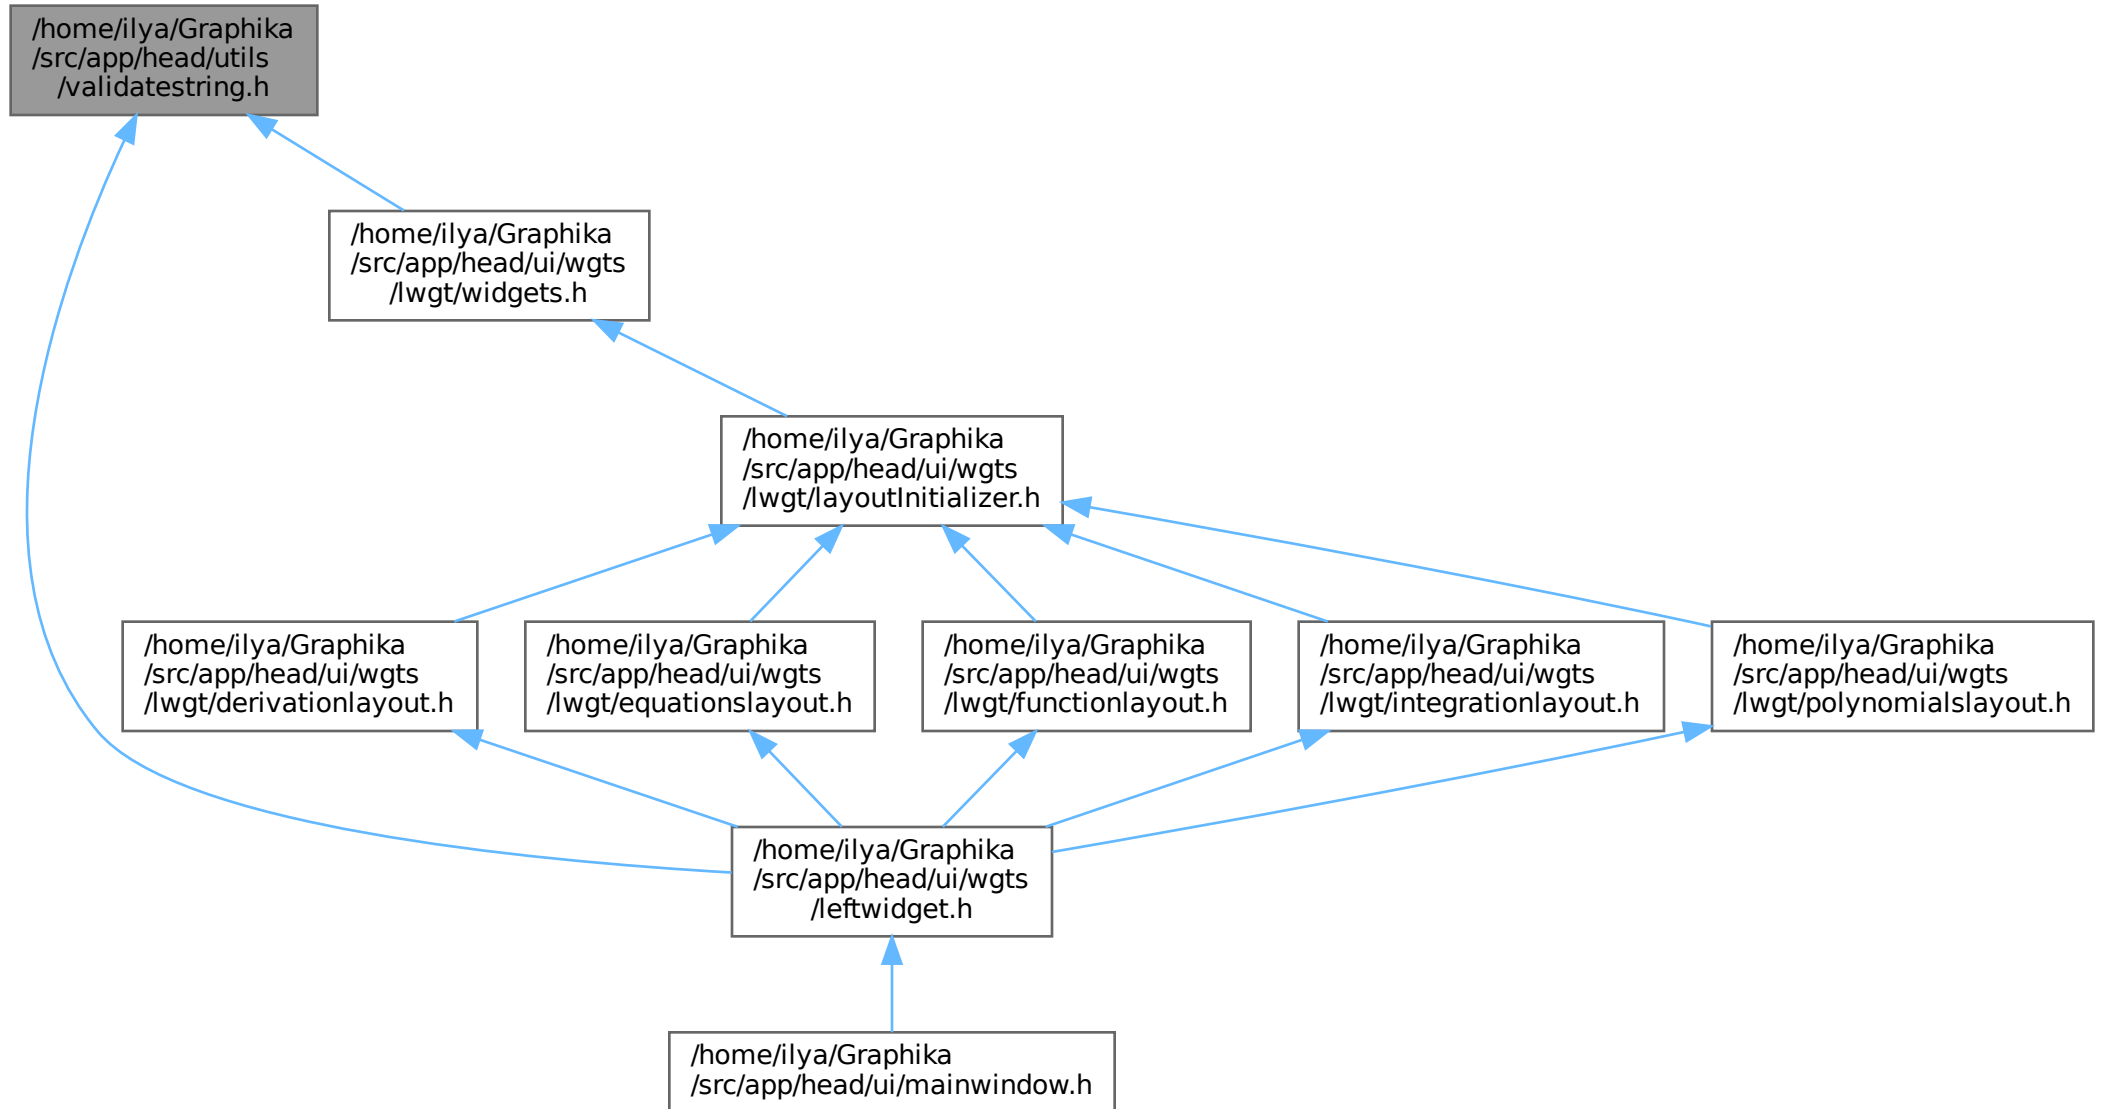 /home/ilya/Graphika
/src/app/head/utils
/validatestring.h
/home/ilya/Graphika
/src/app/head/ui/wgts
/lwgt/widgets.h
/home/ilya/Graphika
/src/app/head/ui/wgts
/lwgt/layoutInitializer.h
/home/ilya/Graphika
/src/app/head/ui/wgts
/lwgt/derivationlayout.h
/home/ilya/Graphika
/src/app/head/ui/wgts
/lwgt/equationslayout.h
/home/ilya/Graphika
/src/app/head/ui/wgts
/lwgt/functionlayout.h
/home/ilya/Graphika
/src/app/head/ui/wgts
/lwgt/integrationlayout.h
/home/ilya/Graphika
/src/app/head/ui/wgts
/lwgt/polynomialslayout.h
/home/ilya/Graphika
/src/app/head/ui/wgts
/leftwidget.h
/home/ilya/Graphika
/src/app/head/ui/mainwindow.h